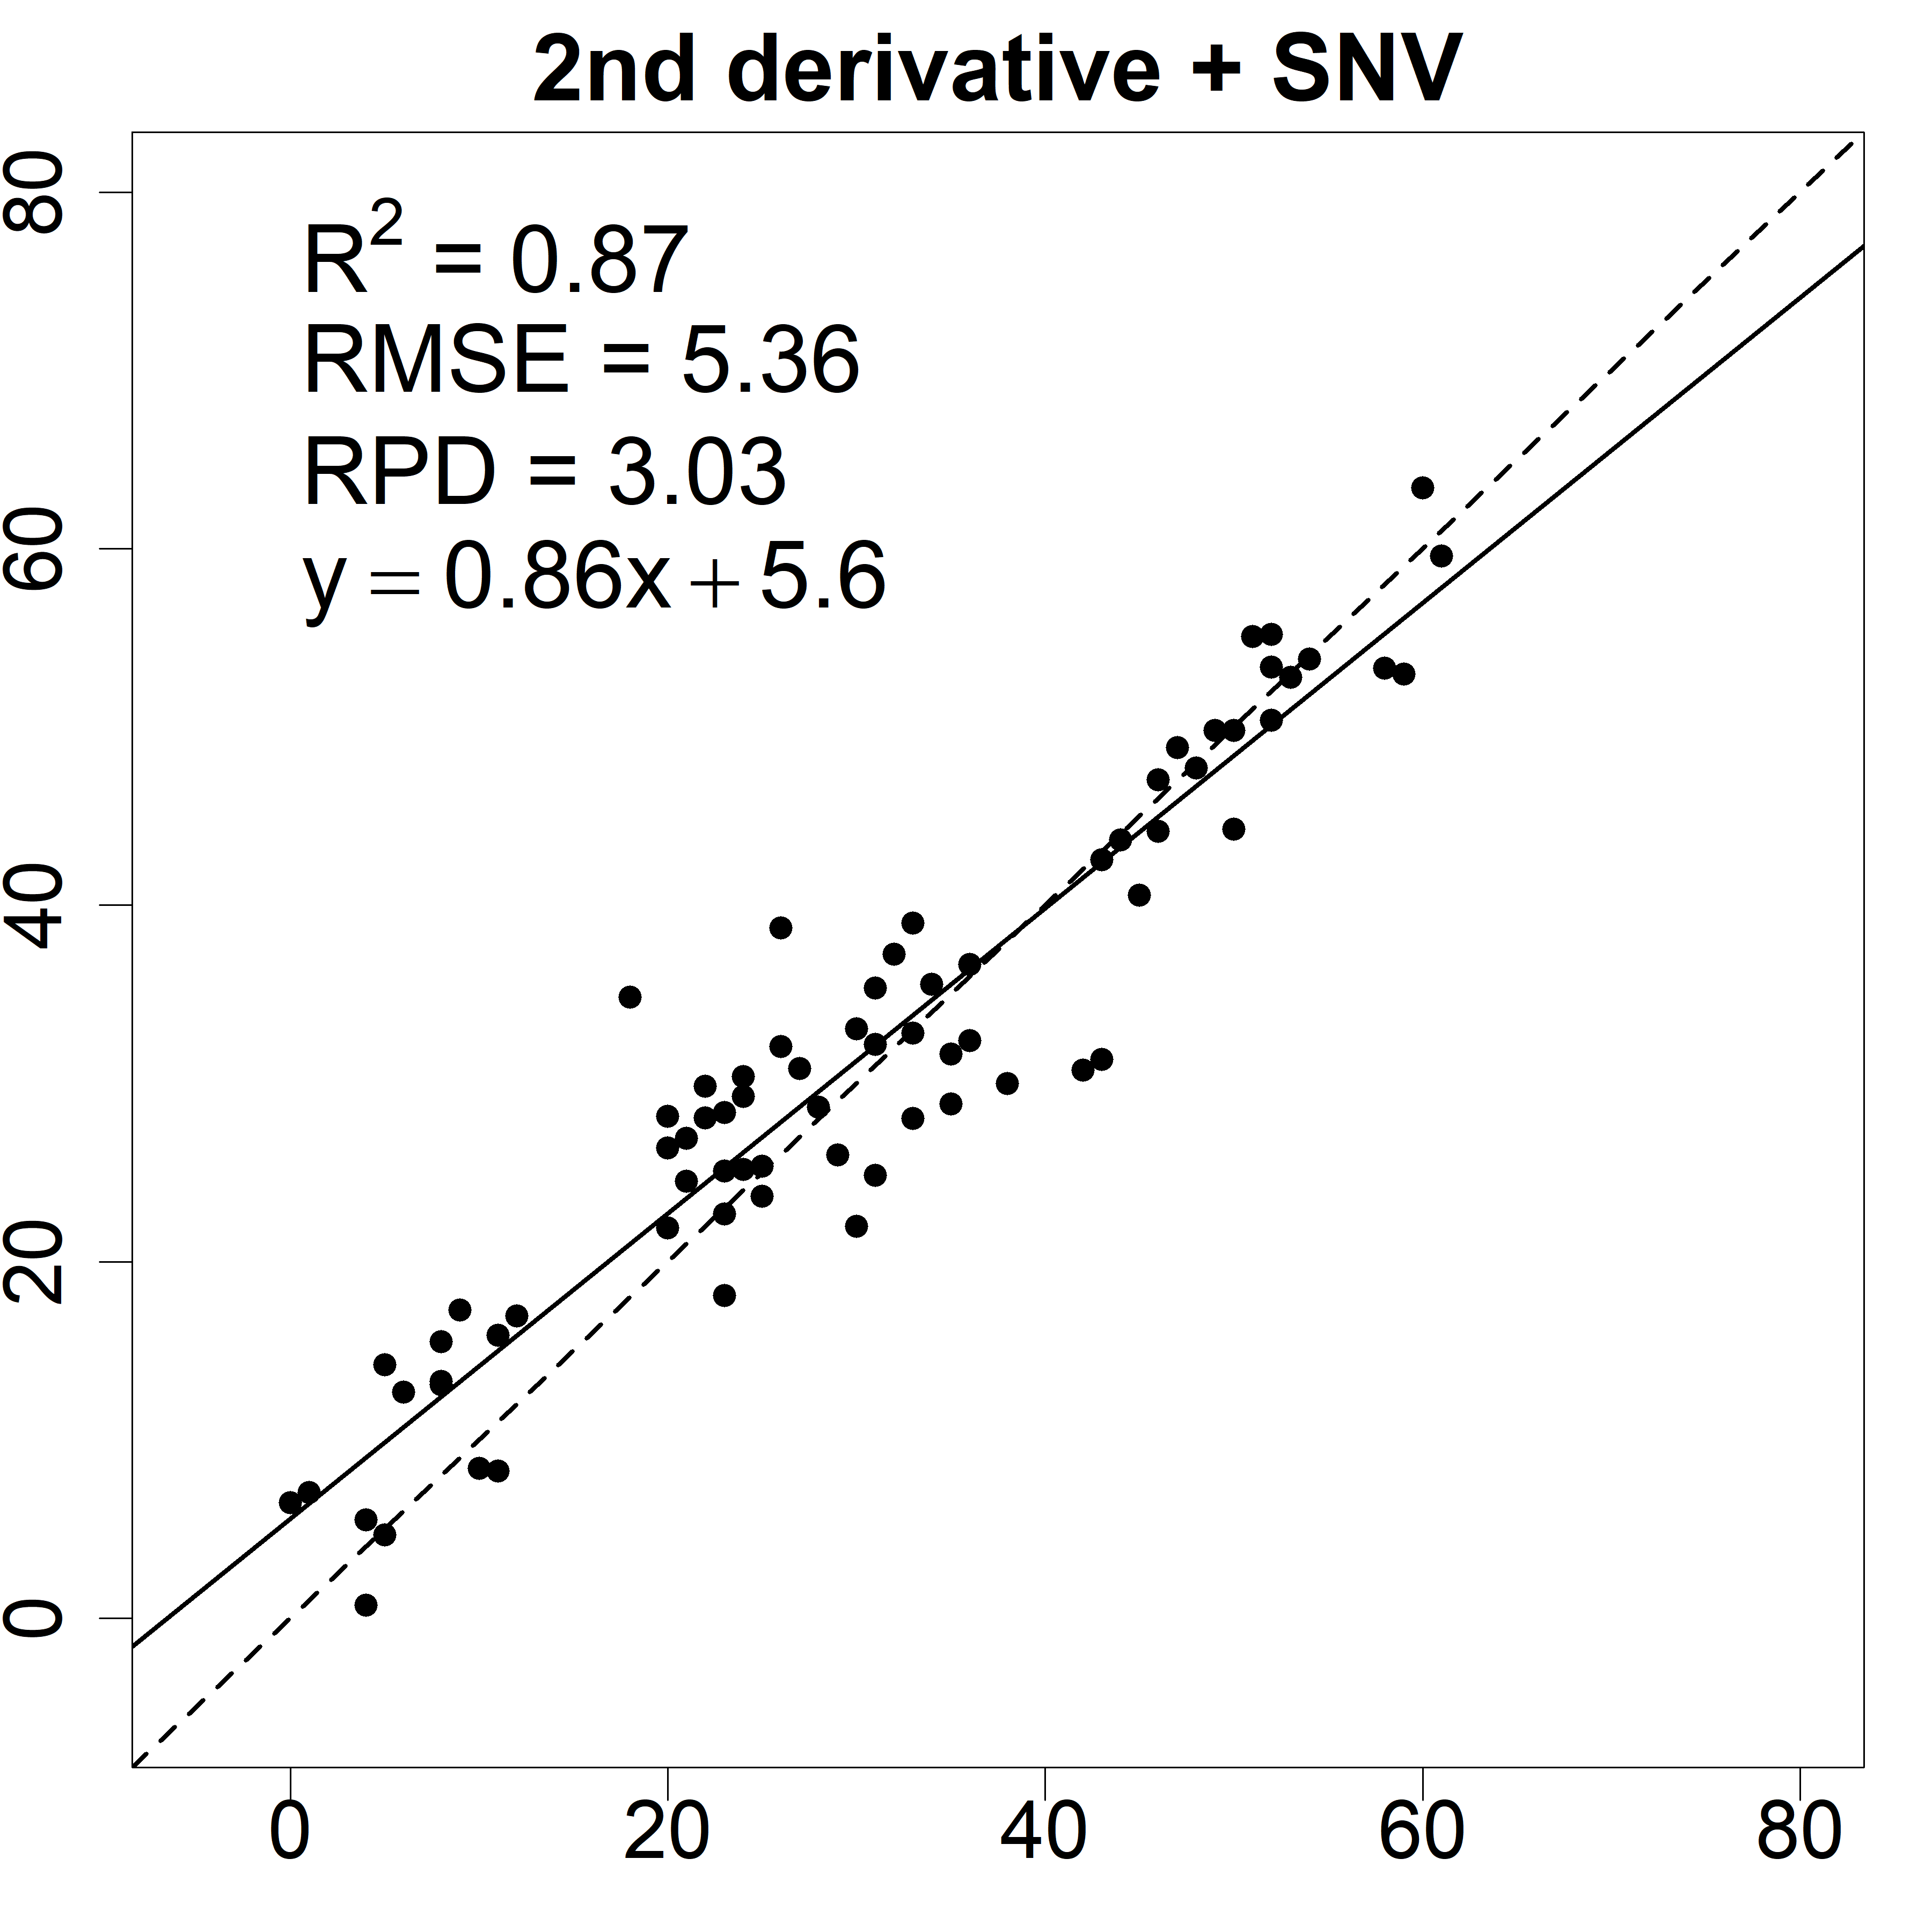 2nd derivative + SNV
R² = 0.87
RMSE = 5.36
RPD = 3.03
y = 0.86x + 5.6
80
60
40
20
0
0 20 40 60 80